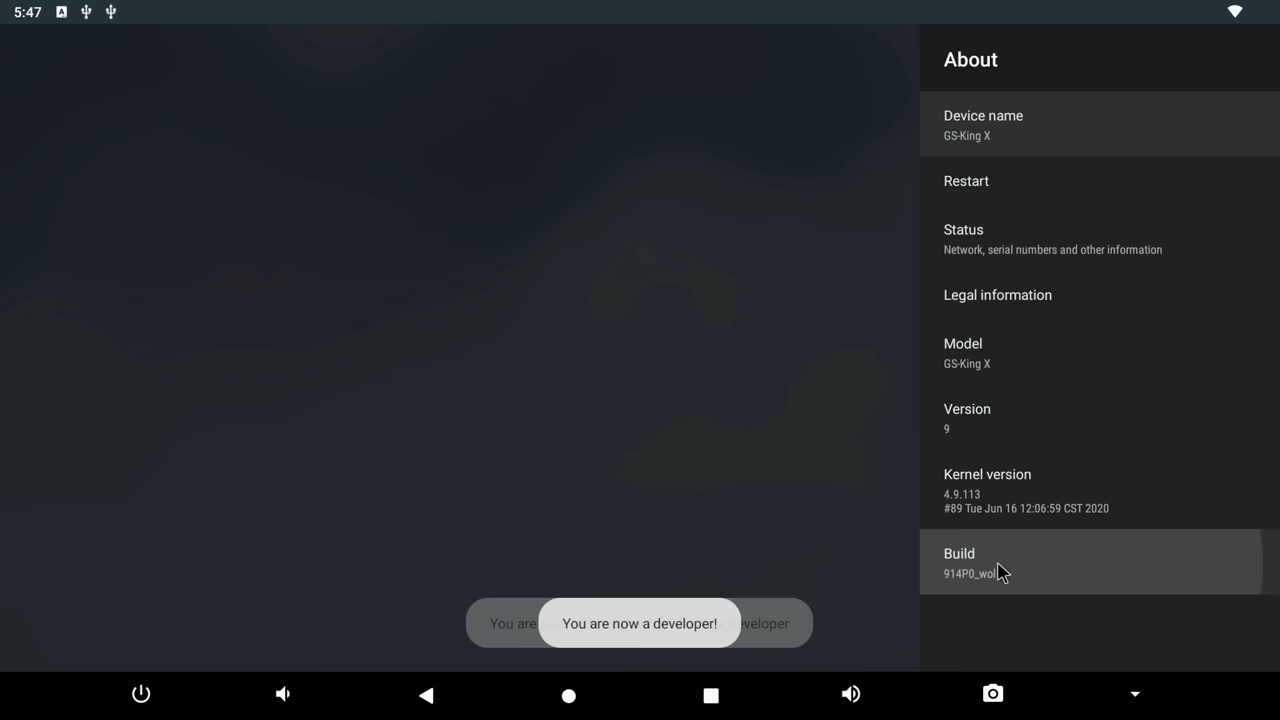 5:47
About
Device name
GS-King X
Restart
Status
Network, serial numbers and other information
Legal information
Model
GS-King X
Version
9
Kernel version
4.9.113
#89 Tue Jun 16 12:06:59 CST 2020
Build
You are
You are now a developer!
developer